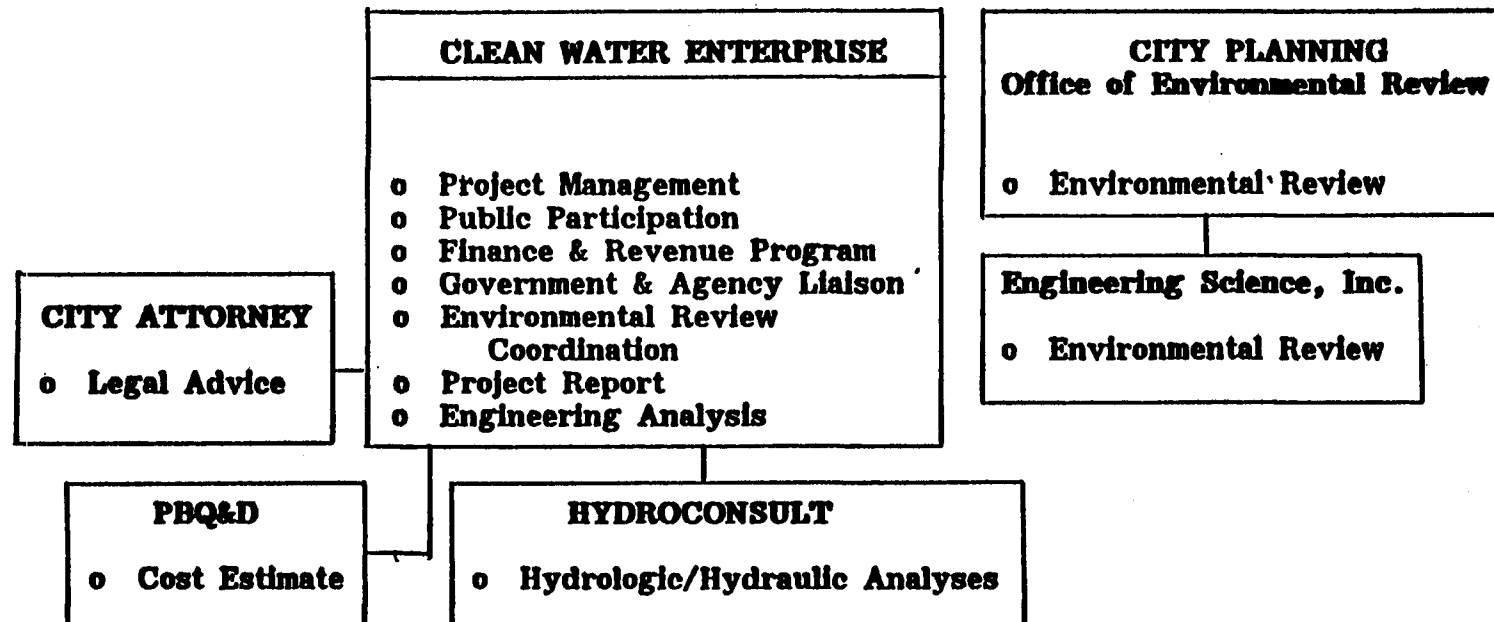 CLEAN WATER ENTERPRISE
o Project Management
o Public Participation
o Finance & Revenue Program
o Government & Agency Liaison
o Environmental Review
Coordination
o Project Report
o Engineering Analysis
CITY PLANNING
Office of Environmental Review
o Environmental Review
Engineering Science, Inc.
o Environmental Review
CITY ATTORNEY
o Legal Advice
PBQ&D
o Cost Estimate
HYDROCONSULT
o Hydrologic/Hydraulic Analyses